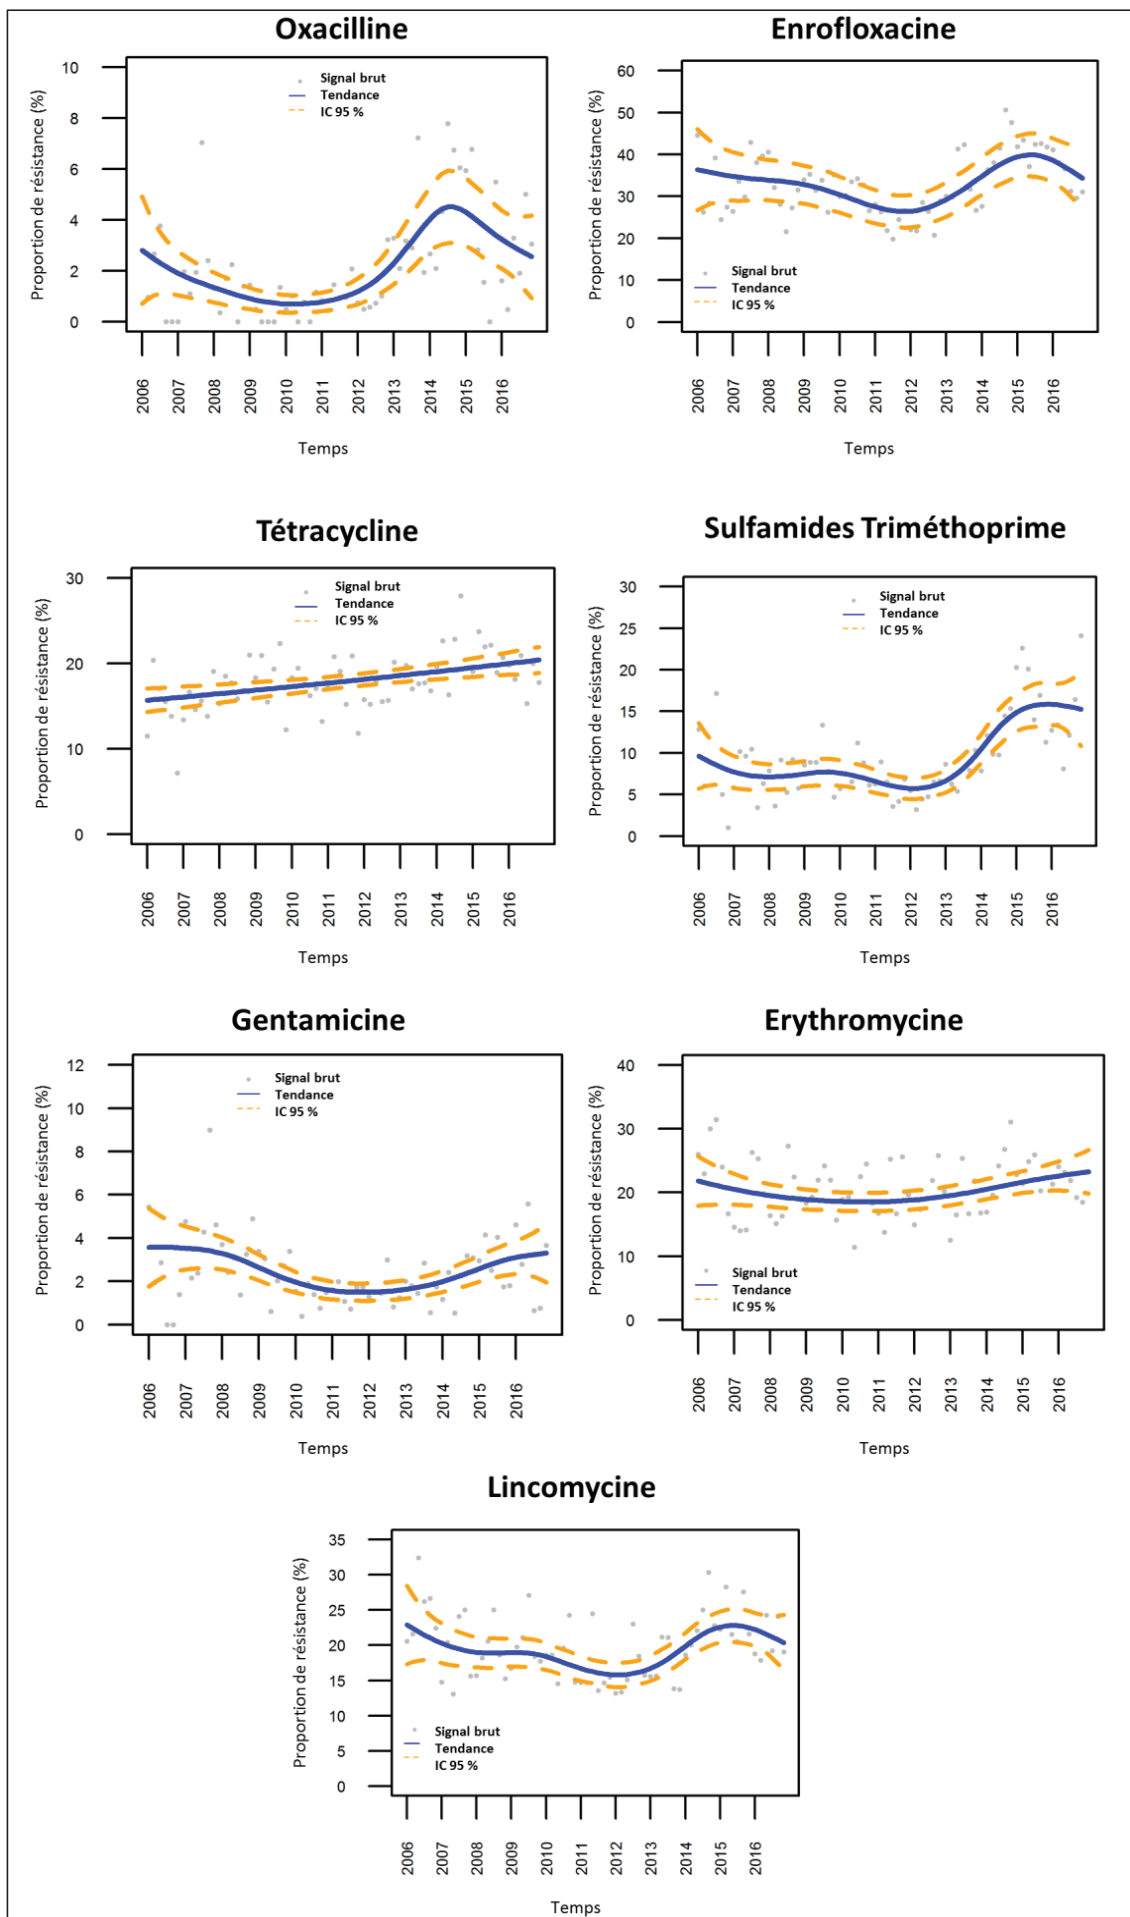 Oxacilline
Proportion de résistance (%)
10
8
6
4
2
0
Signal brut
Tendance
IC 95 %
2006 2007 2008 2009 2010 2011 2012 2013 2014 2015 2016
Temps
Enrofloxacine
Proportion de résistance (%)
60
50
40
30
20
10
0
Signal brut
Tendance
IC 95 %
2006 2007 2008 2009 2010 2011 2012 2013 2014 2015 2016
Temps
Tétracycline
Proportion de résistance (%)
30
20
10
0
Signal brut
Tendance
IC 95 %
2006 2007 2008 2009 2010 2011 2012 2013 2014 2015 2016
Temps
Sulfamides Triméthoprime
Proportion de résistance (%)
30
25
20
15
10
5
0
Signal brut
Tendance
IC 95 %
2006 2007 2008 2009 2010 2011 2012 2013 2014 2015 2016
Temps
Gentamicine
Proportion de résistance (%)
12
10
8
6
4
2
0
Signal brut
Tendance
IC 95 %
2006 2007 2008 2009 2010 2011 2012 2013 2014 2015 2016
Temps
Erythromycine
Proportion de résistance (%)
40
30
20
10
0
Signal brut
Tendance
IC 95 %
2006 2007 2008 2009 2010 2011 2012 2013 2014 2015 2016
Temps
Lincomycine
Proportion de résistance (%)
35
30
25
20
15
10
5
0
Signal brut
Tendance
IC 95 %
2006 2007 2008 2009 2010 2011 2012 2013 2014 2015 2016
Temps